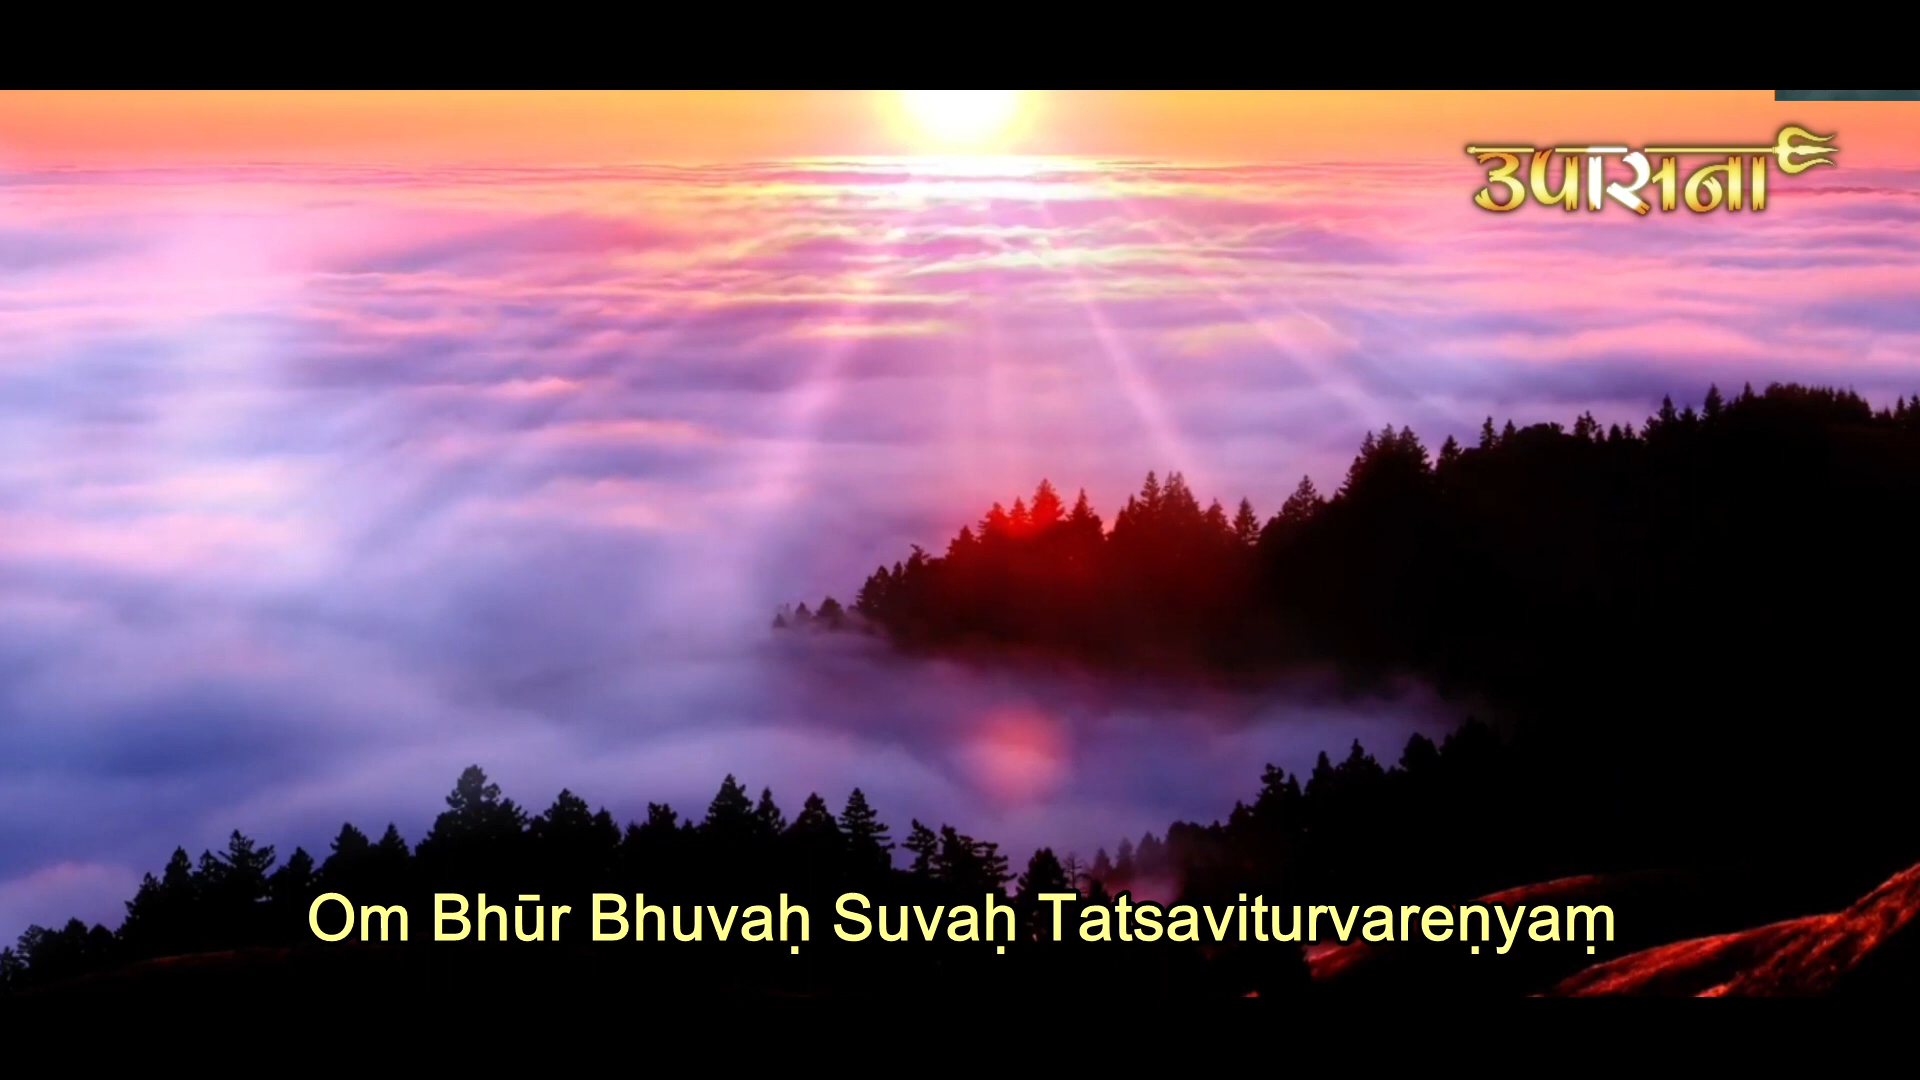 उपासना
Om Bhūr Bhuvaḥ Suvaḥ Tatsaviturvareṇyaṃ